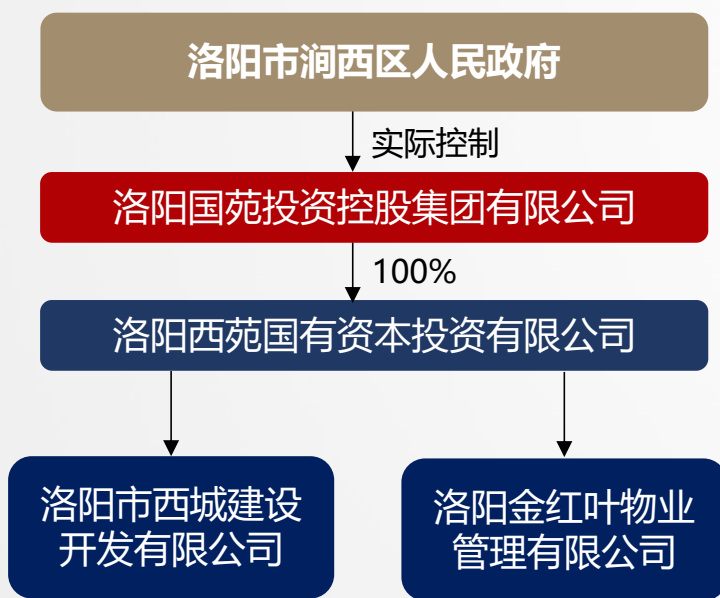 洛阳市涧西区人民政府
实际控制
洛阳国苑投资控股集团有限公司
100%
洛阳西苑国有资本投资有限公司
洛阳市西城建设
开发有限公司
洛阳金红叶物业
管理有限公司